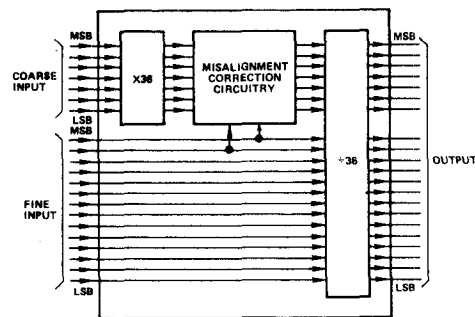 MSB
COARSE
INPUT
LSB
X36
MISALIGNMENT
CORRECTION
CIRCUITRY
MSB
FINE
INPUT
LSB
÷36
MSB
OUTPUT
LSB